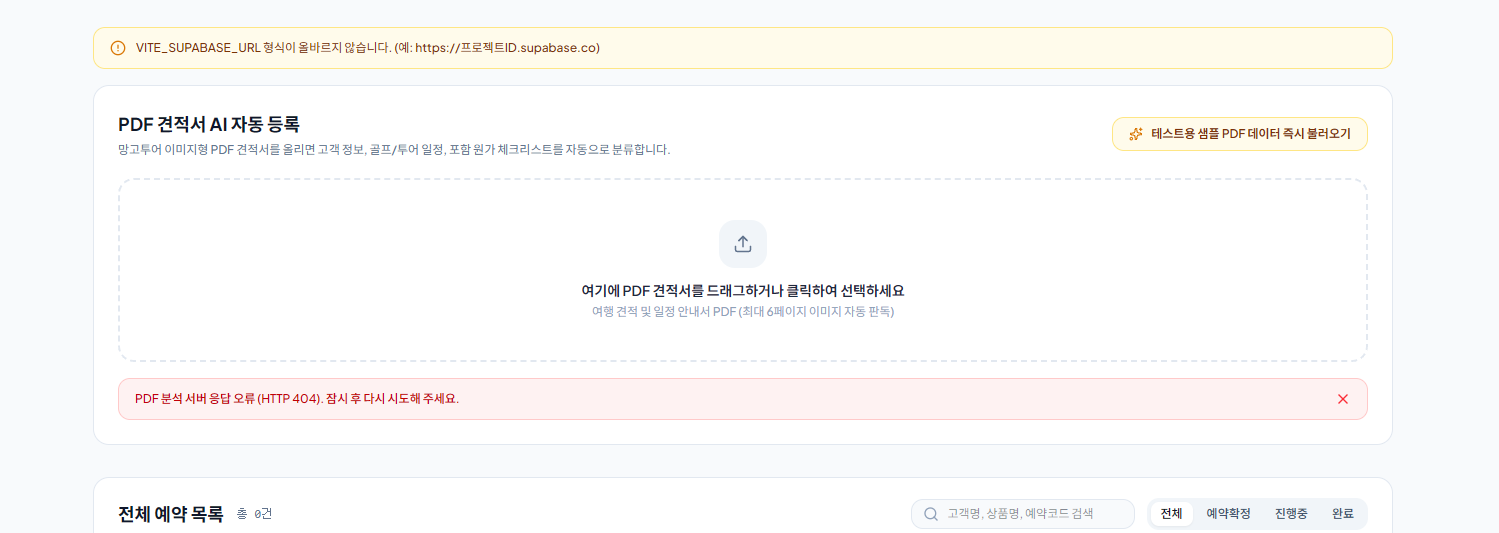 VITE_SUPABASE_URL 형식이 올바르지 않습니다. (예: https://프로젝트ID.supabase.co)
PDF 견적서 AI 자동 등록
망고투어 이미지형 PDF 견적서를 올리면 고객 정보, 골프/투어 일정, 포함 원가 체크리스트를 자동으로 분류합니다.
테스트용 샘플 PDF 데이터 즉시 불러오기
여기에 PDF 견적서를 드래그하거나 클릭하여 선택하세요
여행 견적 및 일정 안내서 PDF (최대 6페이지 이미지 자동 판독)
PDF 분석 서버 응답 오류 (HTTP 404). 잠시 후 다시 시도해 주세요.
전체 예약 목록 총 0건
고객명, 상품명, 예약코드 검색
전체 예약확정 진행중 완료